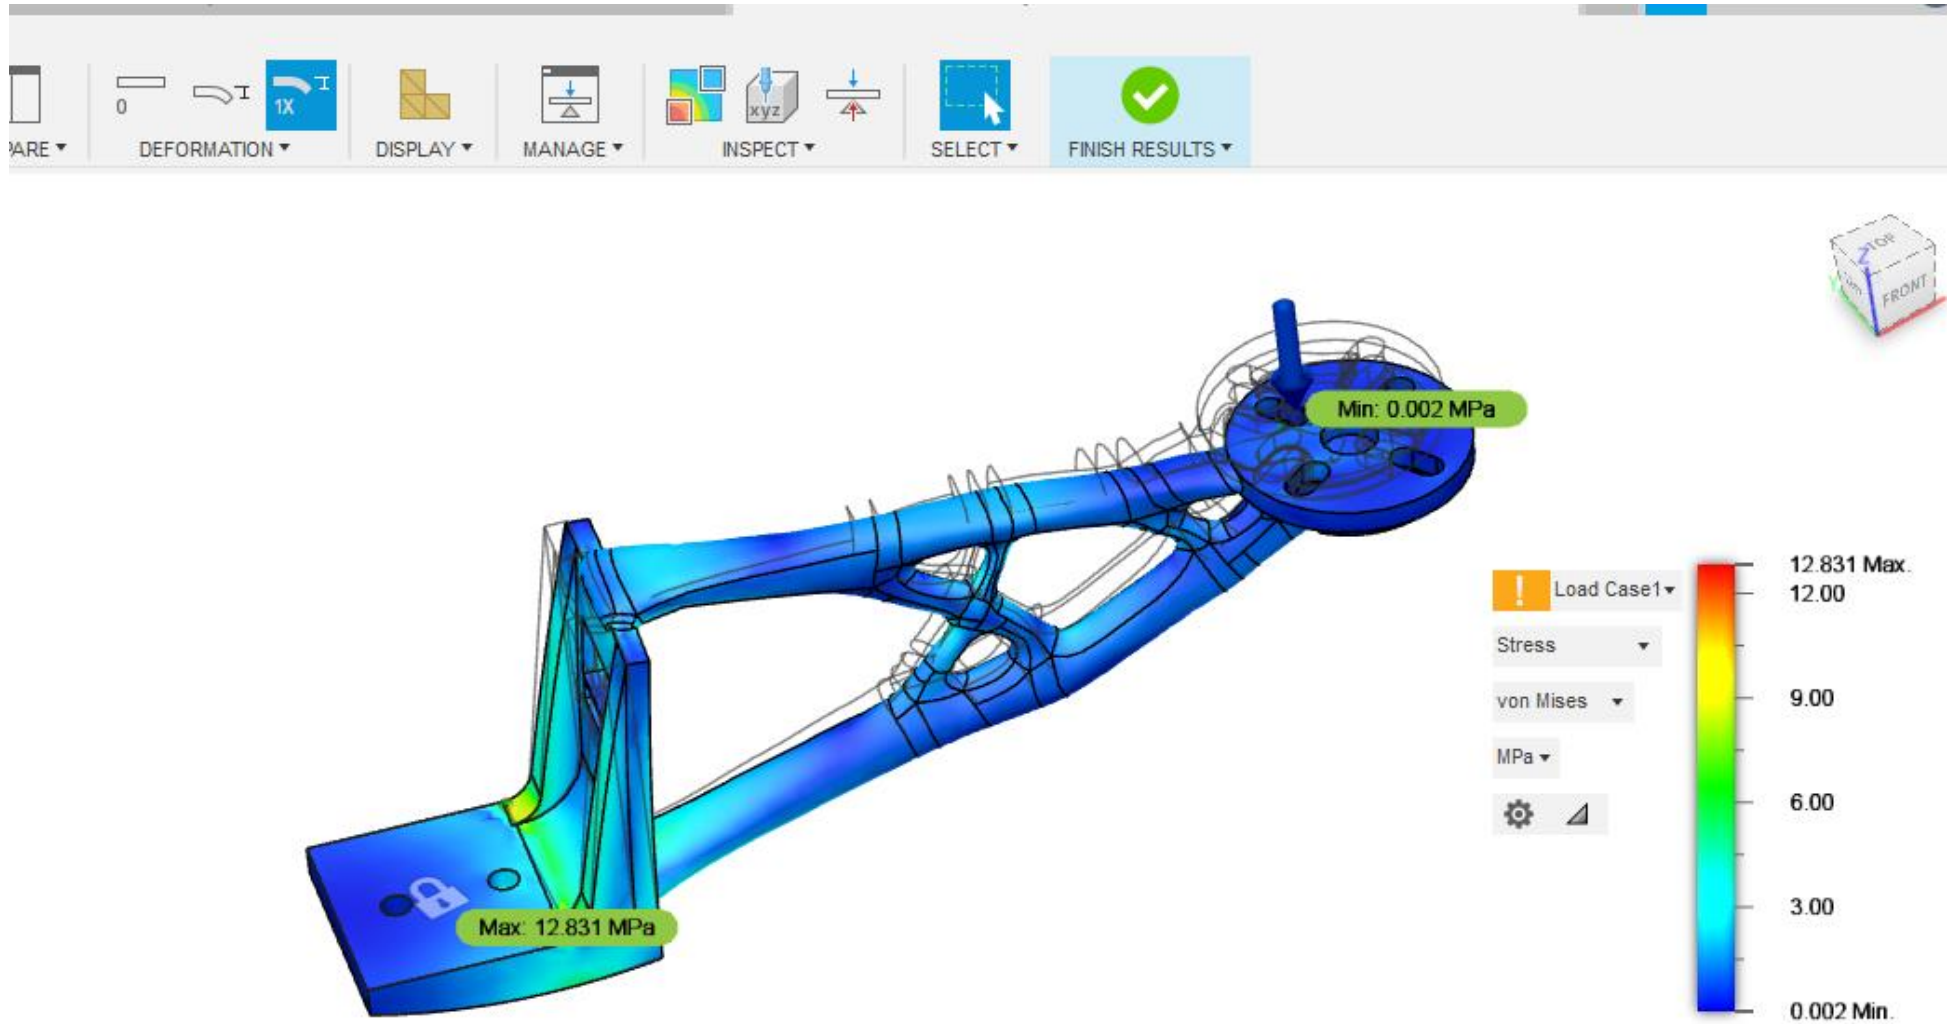 0
1X
PARE
DEFORMATION
DISPLAY
MANAGE
xyz
INSPECT
SELECT
FINISH RESULTS
TOP
Z
FRONT
Min: 0.002 MPa
12.831 Max.
! Load Case1
12.00
Stress
von Mises
9.00
MPa
6.00
3.00
Max: 12.831 MPa
0.002 Min.